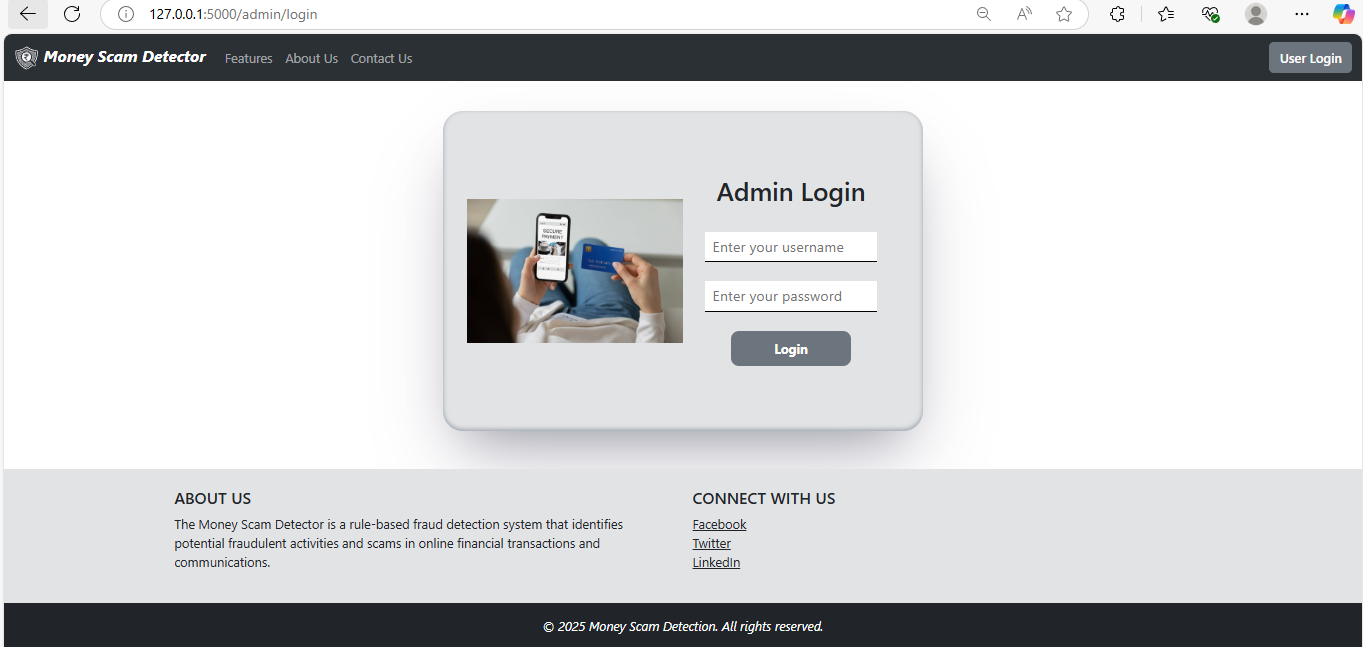 127.0.0.1:5000/admin/login
Money Scam Detector Features About Us Contact Us User Login
Admin Login
SECURE
PAYMENT
Enter your username
Enter your password
Login
ABOUT US
The Money Scam Detector is a rule-based fraud detection system that identifies
potential fraudulent activities and scams in online financial transactions and
communications.
CONNECT WITH US
Facebook
Twitter
LinkedIn
© 2025 Money Scam Detection. All rights reserved.